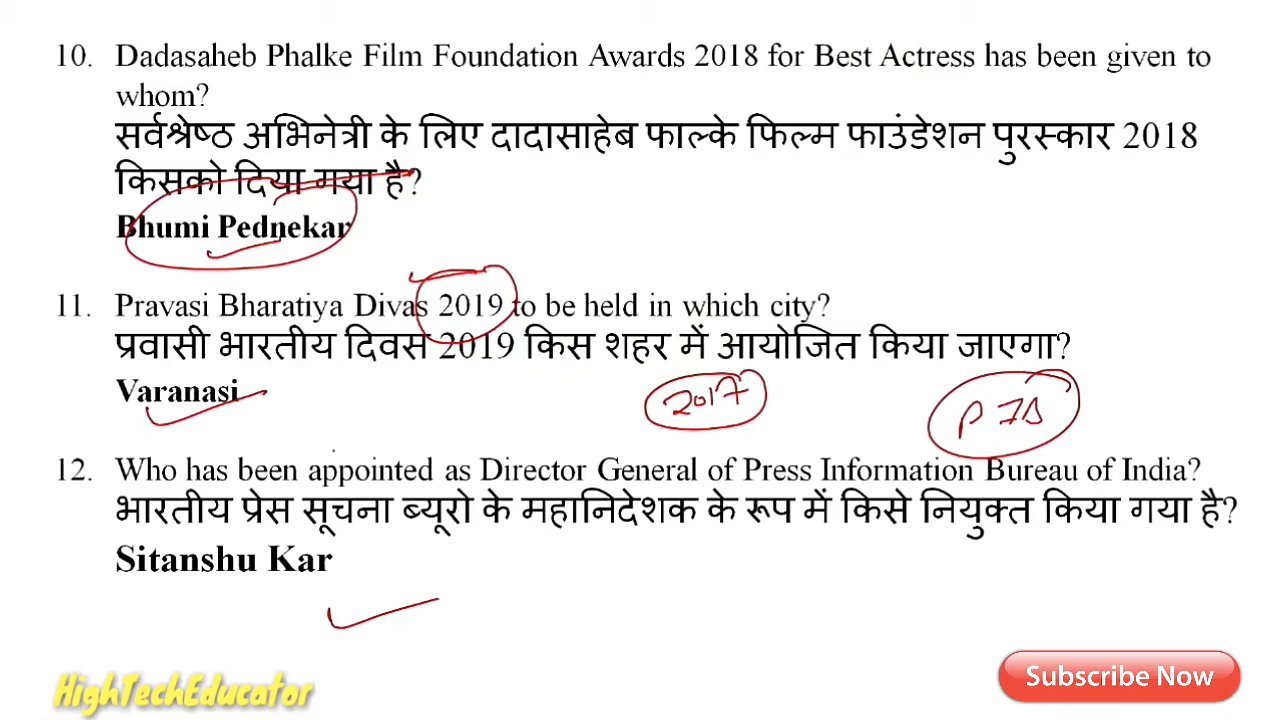 10. Dadasaheb Phalke Film Foundation Awards 2018 for Best Actress has been given to
whom?
सर्वश्रेष्ठ अभिनेत्री के लिए दादासाहेब फाल्के फिल्म फाउंडेशन पुरस्कार 2018
किसको दिया गया है?
Bhumi Pednekar
11. Pravasi Bharatiya Divas 2019 to be held in which city?
प्रवासी भारतीय दिवस 2019 किस शहर में आयोजित किया जाएगा?
Varanasi
2017
12. Who has been appointed as Director General of Press Information Bureau of India?
भारतीय प्रेस सूचना ब्यूरो के महानिदेशक के रूप में किसे नियुक्त किया गया है?
Sitanshu Kar
HighTechEducator
Subscribe Now